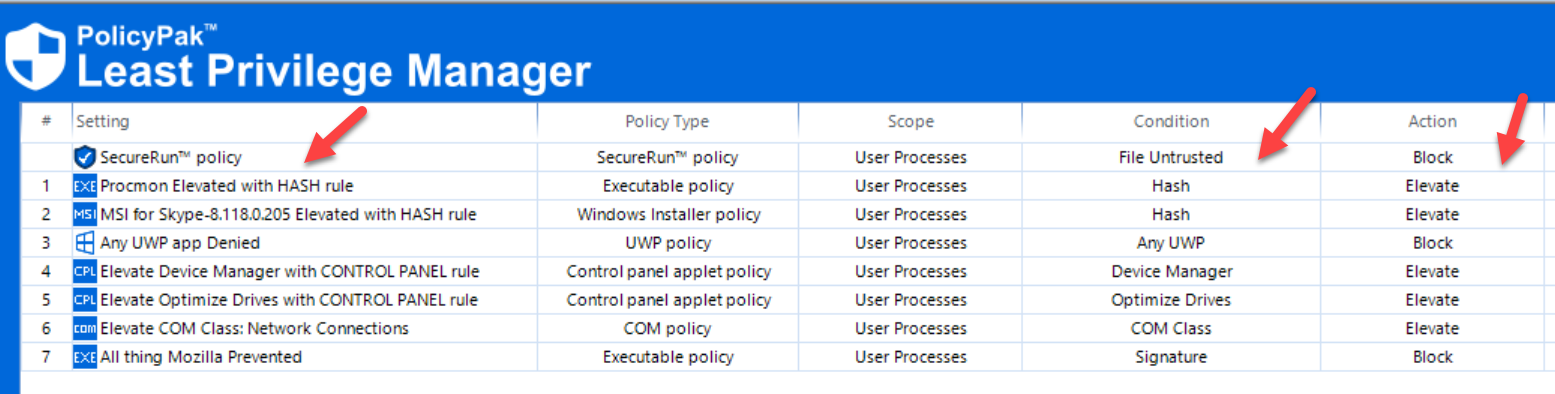 PolicyPak™
Least Privilege Manager
# Setting Policy Type Scope Condition Action
SecureRun™ policy SecureRun™ policy User Processes File Untrusted Block
1 EXE Procmon Elevated with HASH rule Executable policy User Processes Hash Elevate
2 MSI MSI for Skype-8.118.0.205 Elevated with HASH rule Windows Installer policy User Processes Hash Elevate
3 Any UWP app Denied UWP policy User Processes Any UWP Block
4 CPL Elevate Device Manager with CONTROL PANEL rule Control panel applet policy User Processes Device Manager Elevate
5 CPL Elevate Optimize Drives with CONTROL PANEL rule Control panel applet policy User Processes Optimize Drives Elevate
6 COM Elevate COM Class: Network Connections COM policy User Processes COM Class Elevate
7 EXE All thing Mozilla Prevented Executable policy User Processes Signature Block